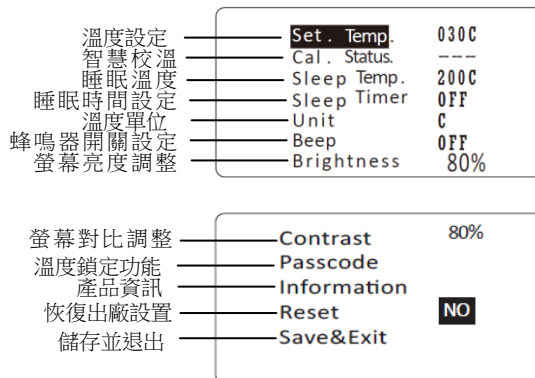 溫度設定 Set. Temp. 030C
智慧校溫 Cal. Status. ---
睡眠溫度 Sleep Temp. 200C
睡眠時間設定 Sleep Timer OFF
溫度單位 Unit C
蜂鳴器開關設定 Beep OFF
螢幕亮度調整 Brightness 80%
螢幕對比調整 Contrast 80%
溫度鎖定功能 Passcode
產品資訊 Information
恢復出廠設置 Reset NO
儲存並退出 Save&Exit